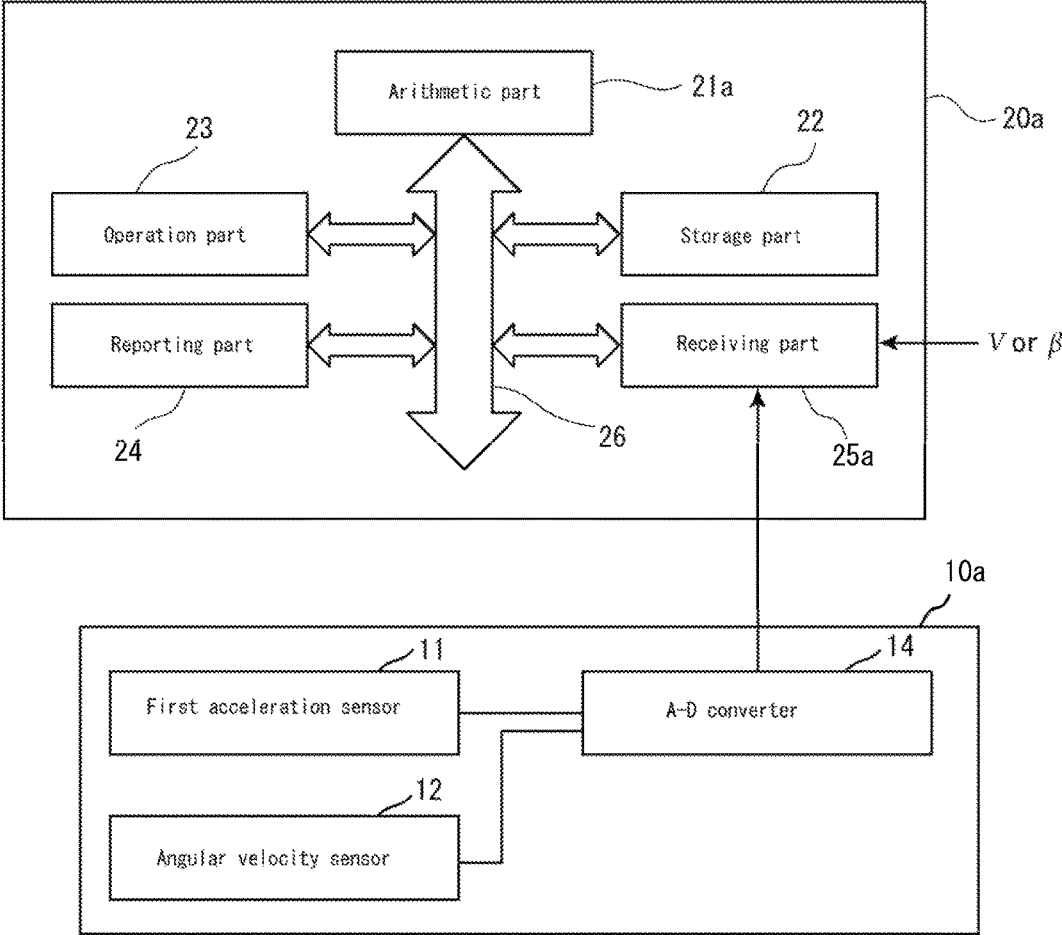 Arithmetic part
21a
20a
23
22
Operation part
Storage part
Reporting part
Receiving part
V or β
24
26
25a
10a
11
14
First acceleration sensor
A-D converter
12
Angular velocity sensor